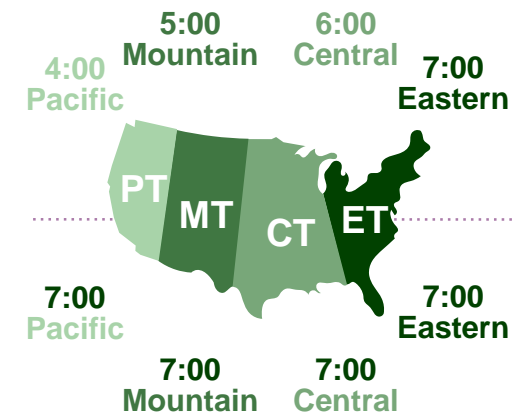 5:00
Mountain
6:00
Central
4:00
Pacific
7:00
Eastern
PT
MT
CT
ET
7:00
Pacific
7:00
Eastern
7:00
Mountain
7:00
Central